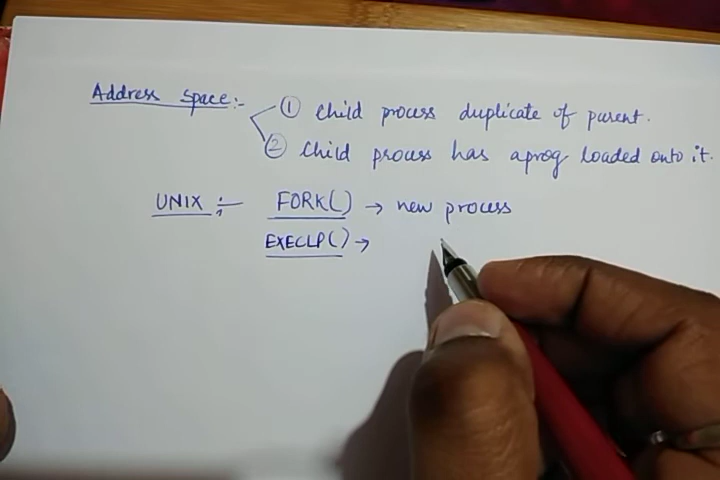 Address space:- ① Child process duplicate of parent.
② Child process has a prog loaded onto it.
UNIX :- FORK() → new process
EXECLP() →